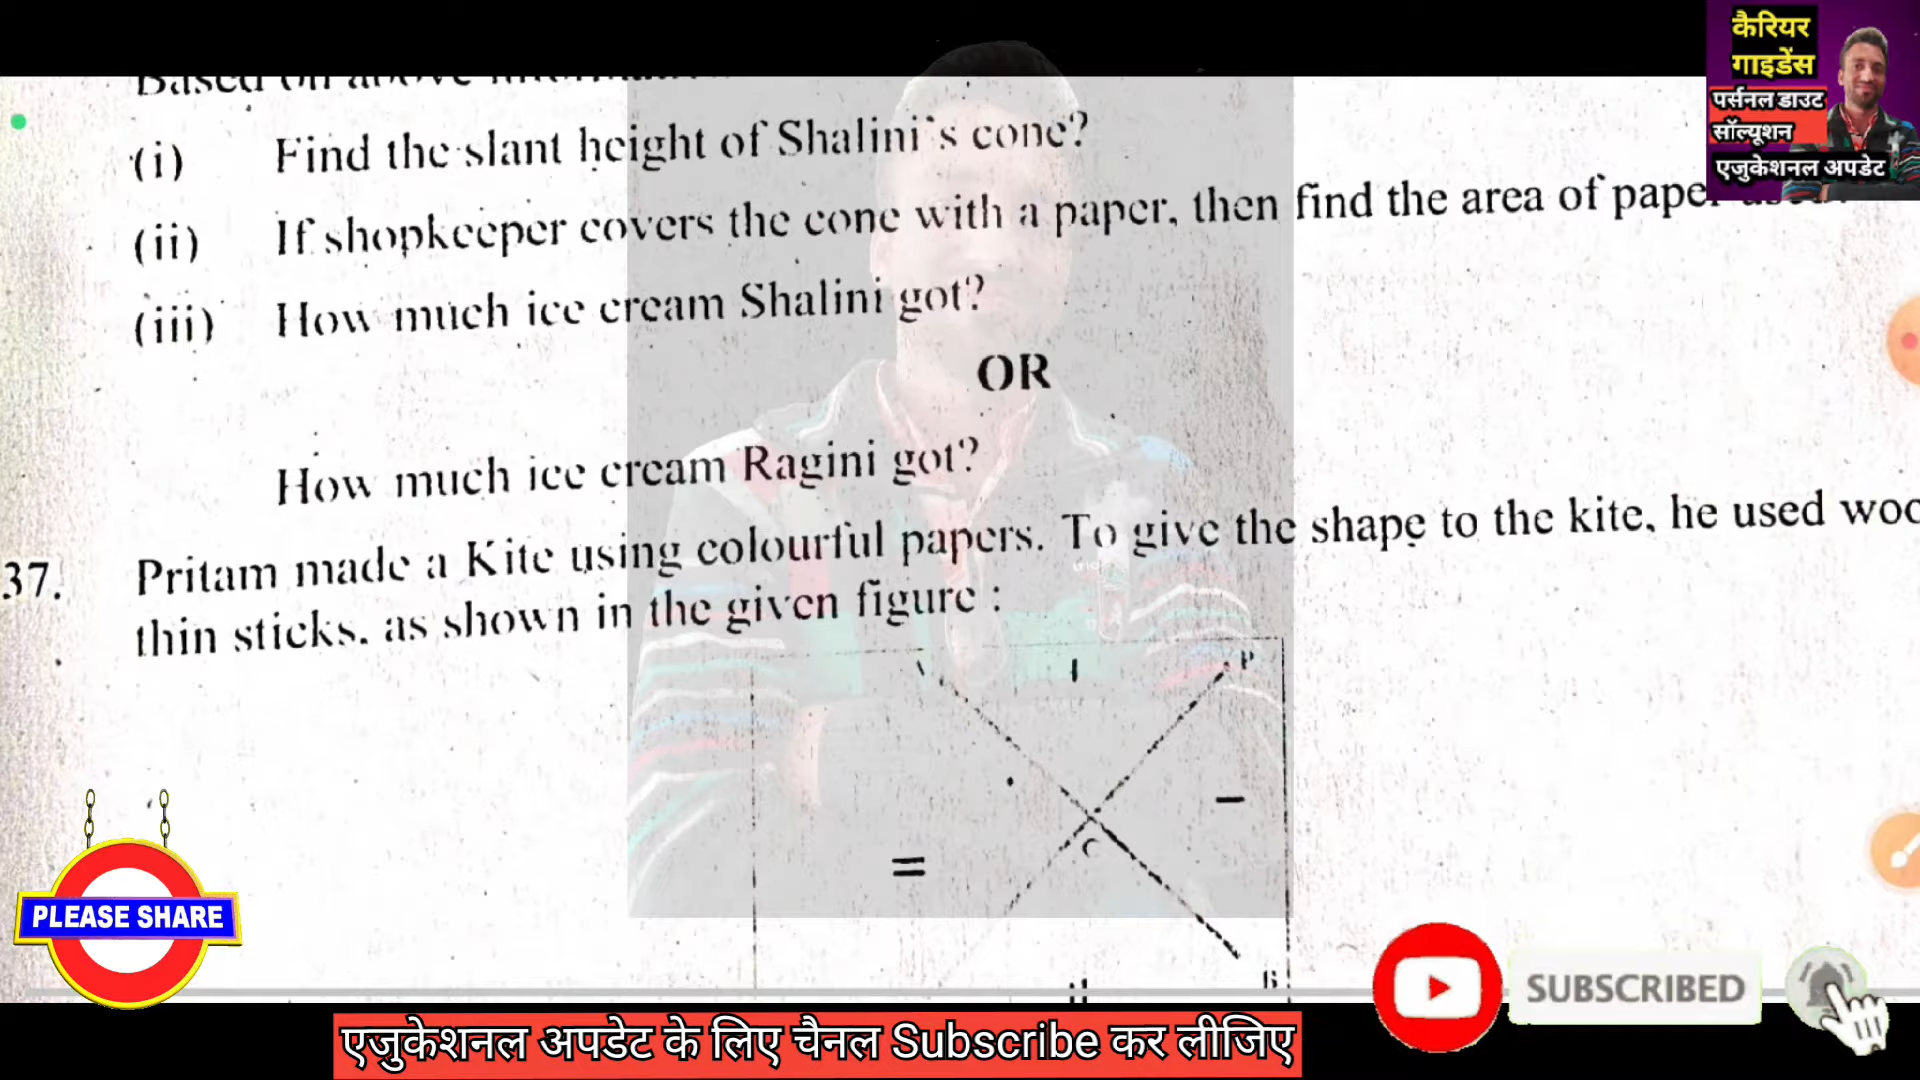 कैरियर
गाइडेंस
पर्सनल डाउट
सॉल्यूशन
एजुकेशनल अपडेट
Based on above
(i) Find the slant height of Shalini's cone?
(ii) If shopkeeper covers the cone with a paper, then find the area of pape
(iii) How much ice cream Shalini got?
OR
How much ice cream Ragini got?
37. Pritam made a Kite using colourful papers. To give the shape to the kite, he used woo
thin sticks, as shown in the given figure :
P
C
B
PLEASE SHARE
SUBSCRIBED
एजुकेशनल अपडेट के लिए चैनल Subscribe कर लीजिए